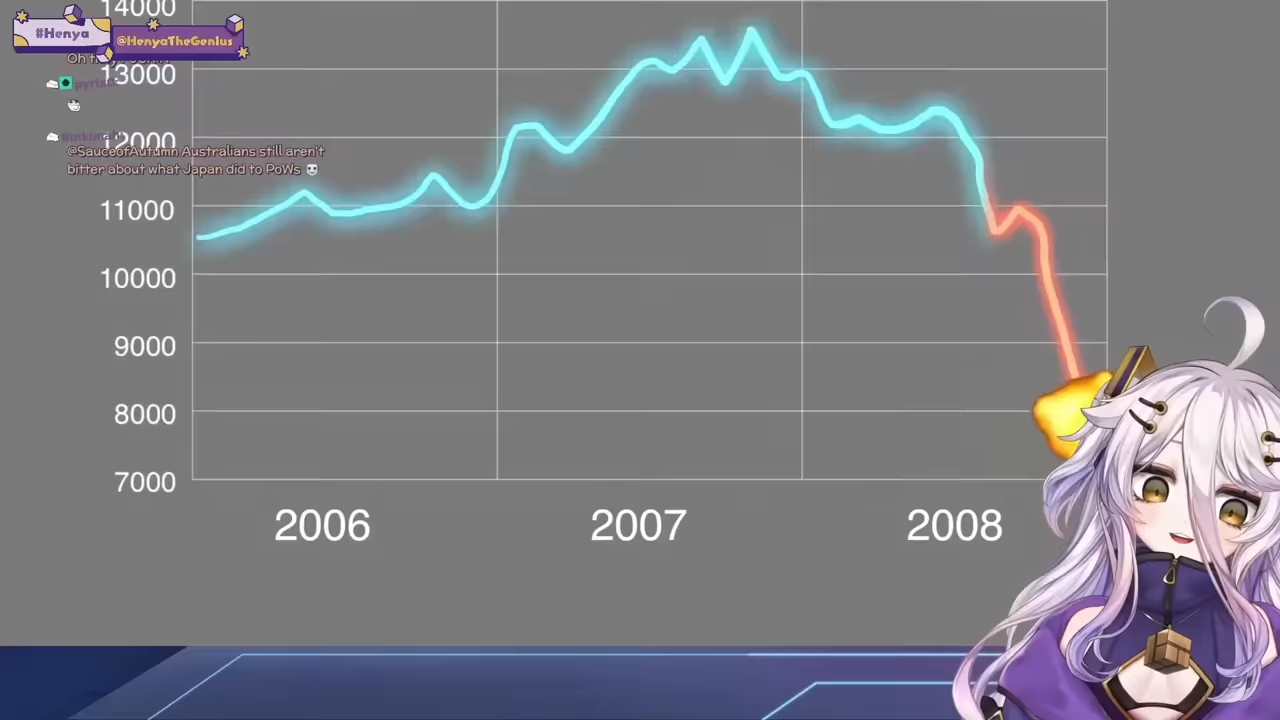 14000
#Henya
@HenyaTheGenius
Oh
13000
12000
@SauceofAutumn Australians still aren't
bitter about what Japan did to PoWs
11000
10000
9000
8000
7000
2006
2007
2008